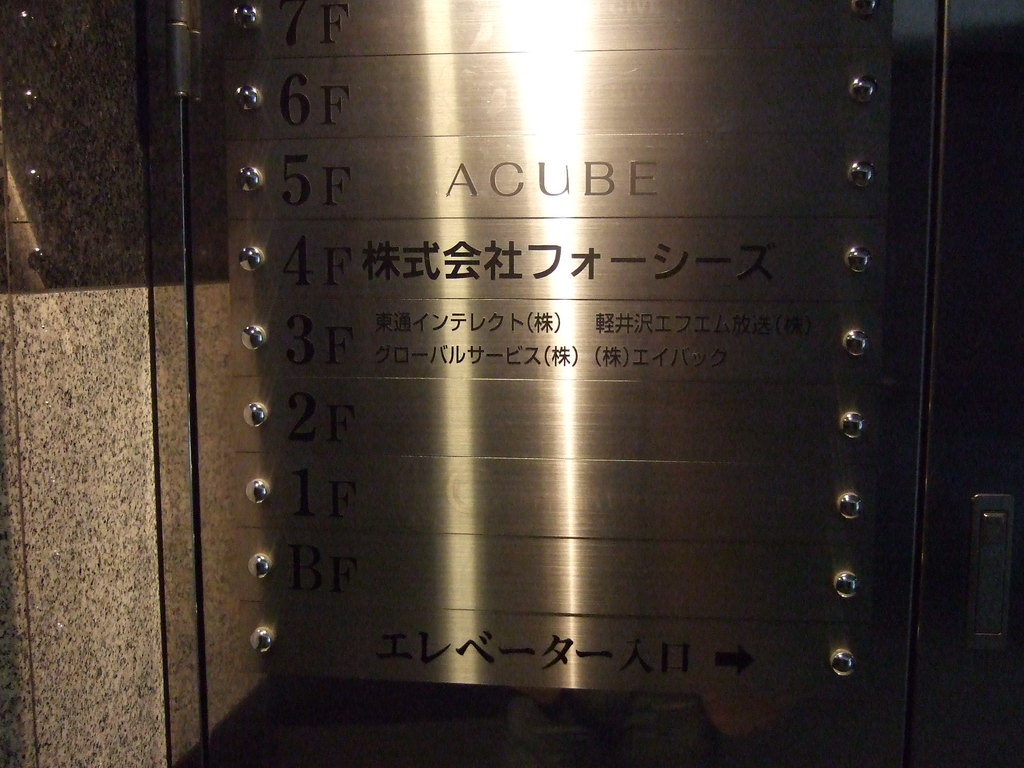 7F
6F
5F ACUBE
4F 株式会社フォーシーズ
3F 東通インテレクト(株) 軽井沢エフエム放送(株)
グローバルサービス(株) (株)エイパック
2F
1F
BF
エレベーター入口 →